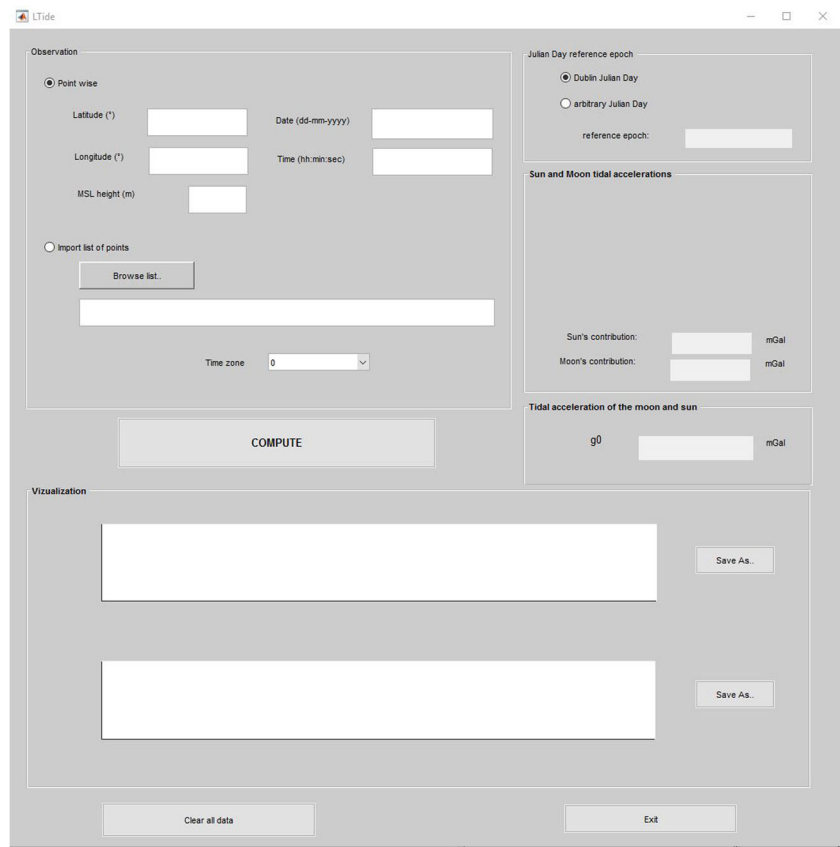 LTide
Observation
Point wise
Latitude (°)
Date (dd-mm-yyyy)
Longitude (°)
Time (hh:min:sec)
MSL height (m)
Import list of points
Browse list..
Time zone
0
COMPUTE
Julian Day reference epoch
Dublin Julian Day
arbitrary Julian Day
reference epoch:
Sun and Moon tidal accelerations
Sun's contribution:
mGal
Moon's contribution:
mGal
Tidal acceleration of the moon and sun
g0
mGal
Vizualization
Save As..
Save As..
Clear all data
Exit